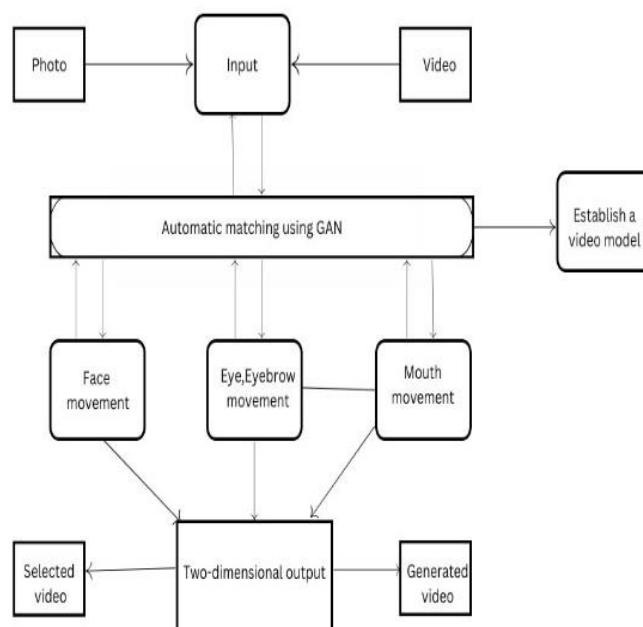 Photo
Input
Video
Automatic matching using GAN
Establish a
video model
Face
movement
Eye,Eyebrow
movement
Mouth
movement
Selected
video
Two-dimensional output
Generated
video